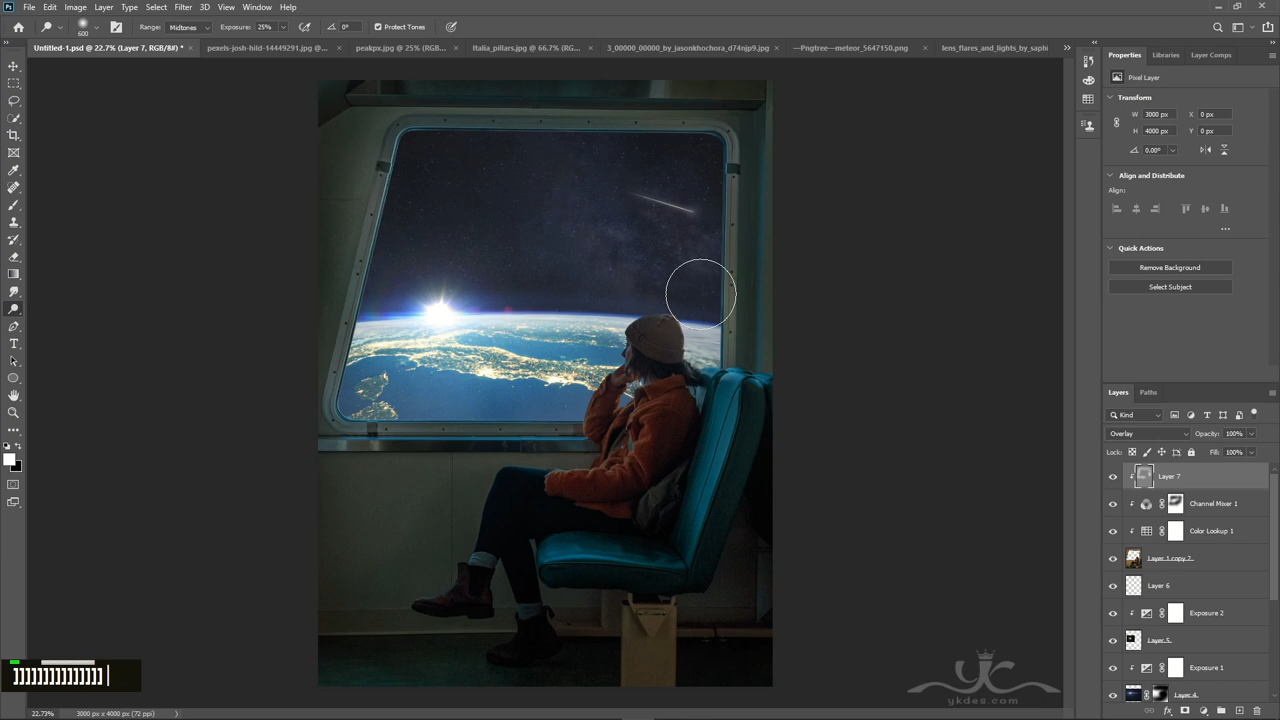 File Edit Image Layer Type Select Filter 3D View Window Help
600 Range: Midtones Exposure: 25% 0° Protect Tones
Untitled-1.psd @ 22.7% (Layer 7, RGB/8#) * × pexels-josh-hild-14449291.jpg @... × peakpx.jpg @ 25% (RGB... × Italia_pillars.jpg @ 66.7% (RG... × 3_00000_00000_by_jasonkhochora_d74njp9.jpg × —Pngtree—meteor_5647150.png × lens_flares_and_lights_by_saphi
Properties Libraries Layer Comps
Pixel Layer
Transform
W 3000 px X 0 px
H 4000 px Y 0 px
0.00°
Align and Distribute
Align:
Quick Actions
Remove Background
Select Subject
Layers Paths
Kind
Overlay Opacity: 100%
Lock: Fill: 100%
Layer 7
Channel Mixer 1
Color Lookup 1
Layer 1 copy 2
Layer 6
Exposure 2
Layer 5
Exposure 1
Layer 4
]]]]]]]]]]]]]]]
yc
ykdes.com
22.73% 3000 px x 4000 px (72 ppi)